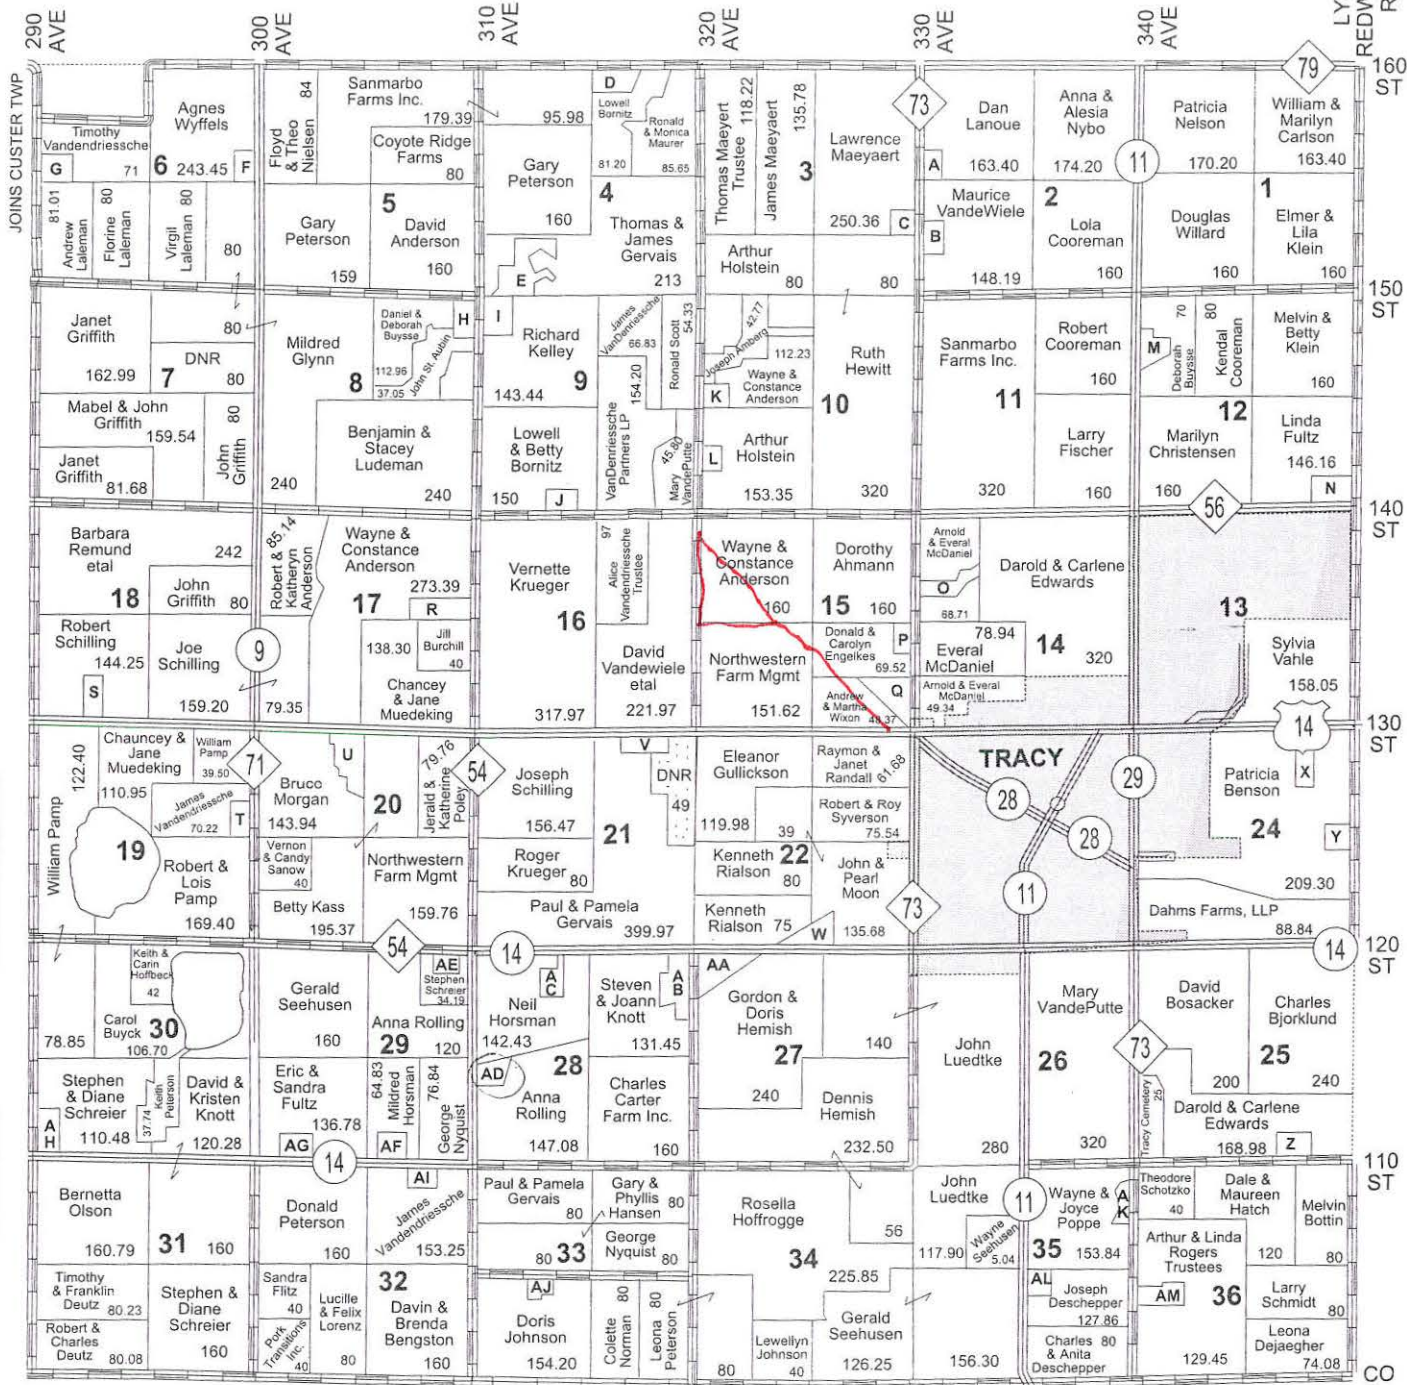 290
AVE
300
AVE
310
AVE
320
AVE
330
AVE
340
AVE
LY
REDW
R
JOINS CUSTER TWP
79
160
ST
Timothy
Vandendriessche
71
G
Agnes
Wyffels
6
243.45
F
Andrew
Laleman
81.01
Florine
Laleman
80
Virgil
Laleman
80
80
Floyd
& Theo
Nielsen
84
Sanmarbo
Farms Inc.
179.39
Coyote Ridge
Farms
80
5
Gary
Peterson
159
David
Anderson
160
95.98
D
Lowell
Bornitz
81.20
Ronald
& Monica
Maurer
85.65
Gary
Peterson
160
4
Thomas &
James
Gervais
213
E
Thomas Maeyert
Trustee 118.22
James Maeyaert
135.78
3
Lawrence
Maeyaert
250.36
C
Arthur
Holstein
80
80
73
Dan
Lanoue
163.40
A
Anna &
Alesia
Nybo
174.20
11
Maurice
VandeWiele
B
148.19
2
Lola
Cooreman
160
Patricia
Nelson
170.20
William &
Marilyn
Carlson
163.40
1
Douglas
Willard
160
Elmer &
Lila
Klein
160
150
ST
Janet
Griffith
162.99
80
DNR
7
80
Mabel & John
Griffith
159.54
Janet
Griffith
81.68
John
Griffith
80
Mildred
Glynn
240
Daniel &
Deborah
Buysse
112.96
H
John St. Aubin
37.05
8
Benjamin &
Stacey
Ludeman
240
I
Richard
Kelley
143.44
9
James
VanDenriessche
66.83
Ronald Scott
54.33
154.20
VanDenriessche
Partners LP
Mary
VandePutte
45.80
Lowell
& Betty
Bornitz
150
J
42.77
Joseph Amberg
112.23
Wayne &
Constance
Anderson
K
Arthur
Holstein
L
153.35
Ruth
Hewitt
10
320
Sanmarbo
Farms Inc.
11
320
Robert
Cooreman
160
Larry
Fischer
160
M
Deborah
Buysse
70
Kendal
Cooreman
80
Melvin &
Betty
Klein
160
12
Marilyn
Christensen
160
Linda
Fultz
146.16
N
56
140
ST
Barbara
Remund
etal
242
18
John
Griffith
80
Robert
Schilling
144.25
S
Joe
Schilling
159.20
9
Robert &
Katheryn
Anderson
85.14
79.35
Wayne &
Constance
Anderson
273.39
17
R
138.30
Jill
Burchill
40
Chancey
& Jane
Muedeking
Vernette
Krueger
16
317.97
Alice
Vandendriessche
Trustee
97
David
Vandewiele
etal
221.97
Wayne &
Constance
Anderson
160
Dorothy
Ahmann
15
160
Northwestern
Farm Mgmt
151.62
Donald &
Carolyn
Engelkes
69.52
P
Q
Andrew
& Martha
Wixon
48.37
Arnold
& Everal
McDaniel
O
68.71
Darold & Carlene
Edwards
78.94
Everal
McDaniel
14
320
Arnold & Everal
McDaniel
49.34
13
Sylvia
Vahle
158.05
14
130
ST
William Pamp
122.40
Chauncey &
Jane
Muedeking
110.95
William
Pamp
39.50
James
Vandendriessche
70.22
T
19
Robert &
Lois
Pamp
169.40
71
Bruco
Morgan
143.94
U
20
Jerald &
Katherine
Poley
79.76
54
Vernon
& Candy
Sanow
40
Betty Kass
195.37
Northwestern
Farm Mgmt
159.76
54
Joseph
Schilling
156.47
V
DNR
49
21
Roger
Krueger
80
Paul & Pamela
Gervais
399.97
Eleanor
Gullickson
119.98
Raymon &
Janet
Randall
61.68
Robert & Roy
Syverson
75.54
39
22
Kenneth
Rialson
80
Kenneth
Rialson
75
John &
Pearl
Moon
W
135.68
TRACY
28
28
29
11
73
Patricia
Benson
X
24
Y
209.30
Dahms Farms, LLP
88.84
14
14
120
ST
Keith &
Carin
Hoffbeck
42
78.85
Carol
Buyck
30
106.70
Stephen
& Diane
Schreier
110.48
A
H
Keith
Peterson
37.74
David &
Kristen
Knott
120.28
Gerald
Seehusen
160
AE
Stephen
Schreier
34.19
Anna Rolling
29
120
Eric &
Sandra
Fultz
136.78
Mildred
Horsman
64.83
George
Nyquist
76.84
AG
AF
14
Neil
Horsman
142.43
A
C
AD
Steven
& Joann
Knott
131.45
A
B
28
Anna
Rolling
147.08
Charles
Carter
Farm Inc.
160
AA
Gordon &
Doris
Hemish
27
140
240
Dennis
Hemish
232.50
John
Luedtke
280
Mary
VandePutte
26
320
73
David
Bosacker
200
Charles
Bjorklund
25
240
Tracy Cemetery
25
Darold & Carlene
Edwards
168.98
Z
110
ST
Bernetta
Olson
160.79
31
160
Timothy
& Franklin
Deutz
80.23
Robert &
Charles
Deutz
80.08
Stephen &
Diane
Schreier
160
Donald
Peterson
160
AI
James
Vandendriessche
153.25
Sandra
Flitz
40
Pork
Transitions
Inc.
40
Lucille
& Felix
Lorenz
80
32
Davin &
Brenda
Bengston
160
Paul & Pamela
Gervais
80
Gary &
Phyllis
Hansen
80
80
33
George
Nyquist
80
AJ
Doris
Johnson
154.20
Colette
Norman
80
Leona
Peterson
80
Rosella
Hoffrogge
56
34
225.85
80
Lewellyn
Johnson
40
Gerald
Seehusen
126.25
John
Luedtke
117.90
Wayne
Seehusen
5.04
156.30
11
Wayne &
Joyce
Poppe
A
K
35
153.84
AL
Joseph
Deschepper
127.86
Charles
& Anita
Deschepper
80
Theodore
Schotzko
40
Dale &
Maureen
Hatch
120
Melvin
Bottin
80
Arthur & Linda
Rogers
Trustees
AM
36
129.45
Larry
Schmidt
80
Leona
Dejaegher
74.08
CO